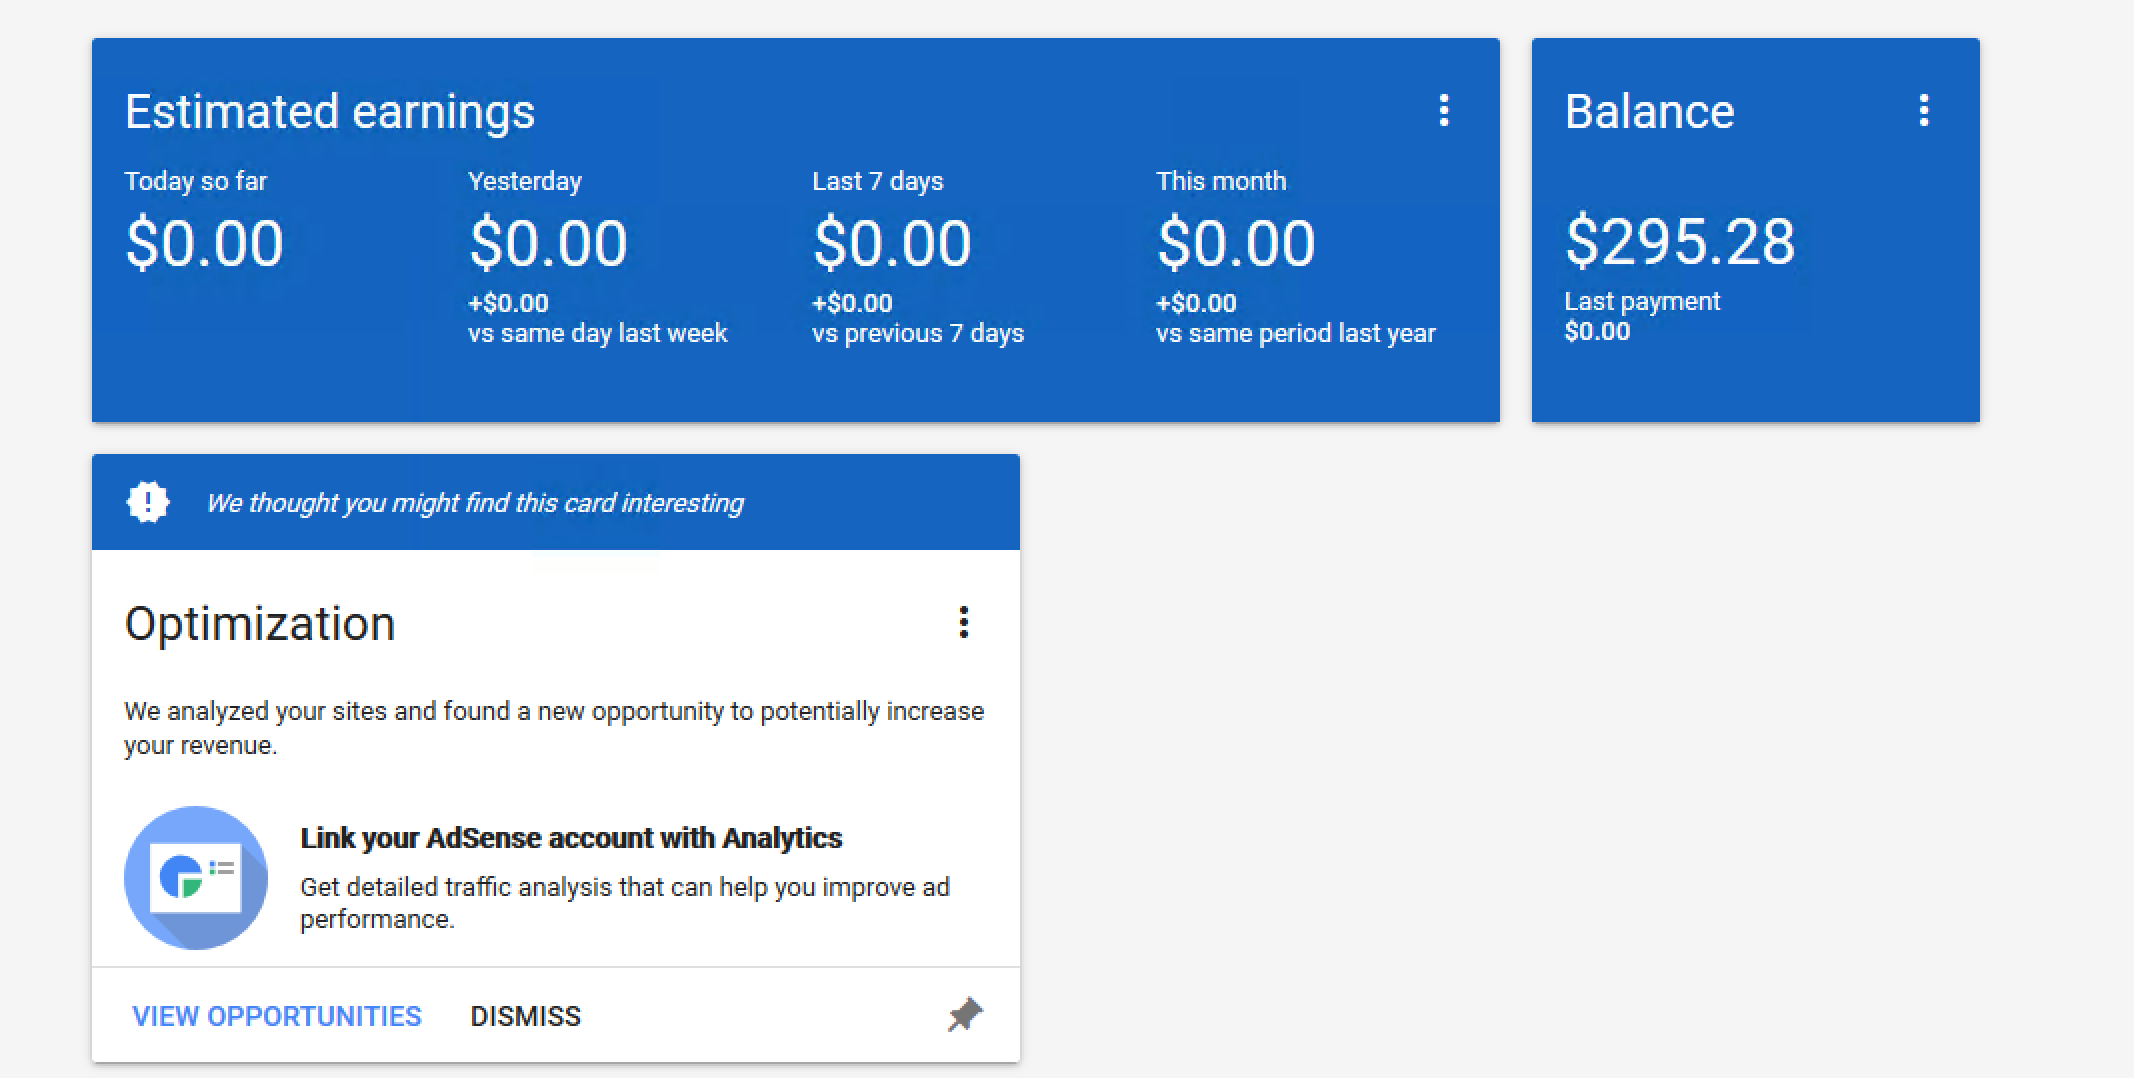 Estimated earnings
Today so far
$0.00
Yesterday
$0.00
+$0.00
vs same day last week
Last 7 days
$0.00
+$0.00
vs previous 7 days
This month
$0.00
+$0.00
vs same period last year
Balance
$295.28
Last payment
$0.00
We thought you might find this card interesting
Optimization
We analyzed your sites and found a new opportunity to potentially increase
your revenue.
Link your AdSense account with Analytics
Get detailed traffic analysis that can help you improve ad
performance.
VIEW OPPORTUNITIES
DISMISS